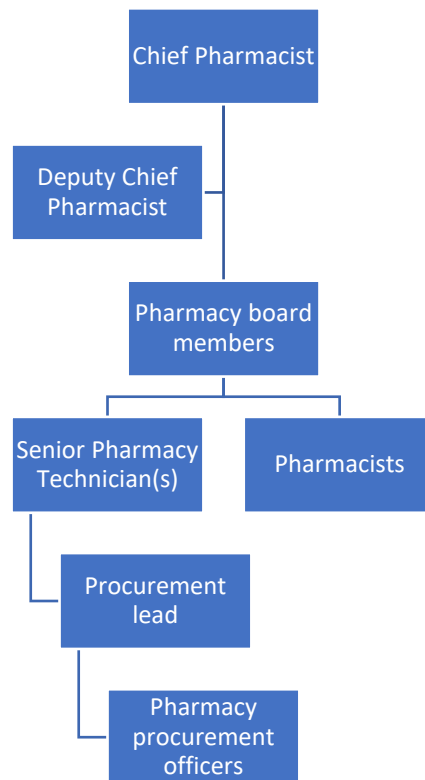 Chief Pharmacist
Deputy Chief
Pharmacist
Pharmacy board
members
Senior Pharmacy
Technician(s)
Pharmacists
Procurement
lead
Pharmacy
procurement
officers